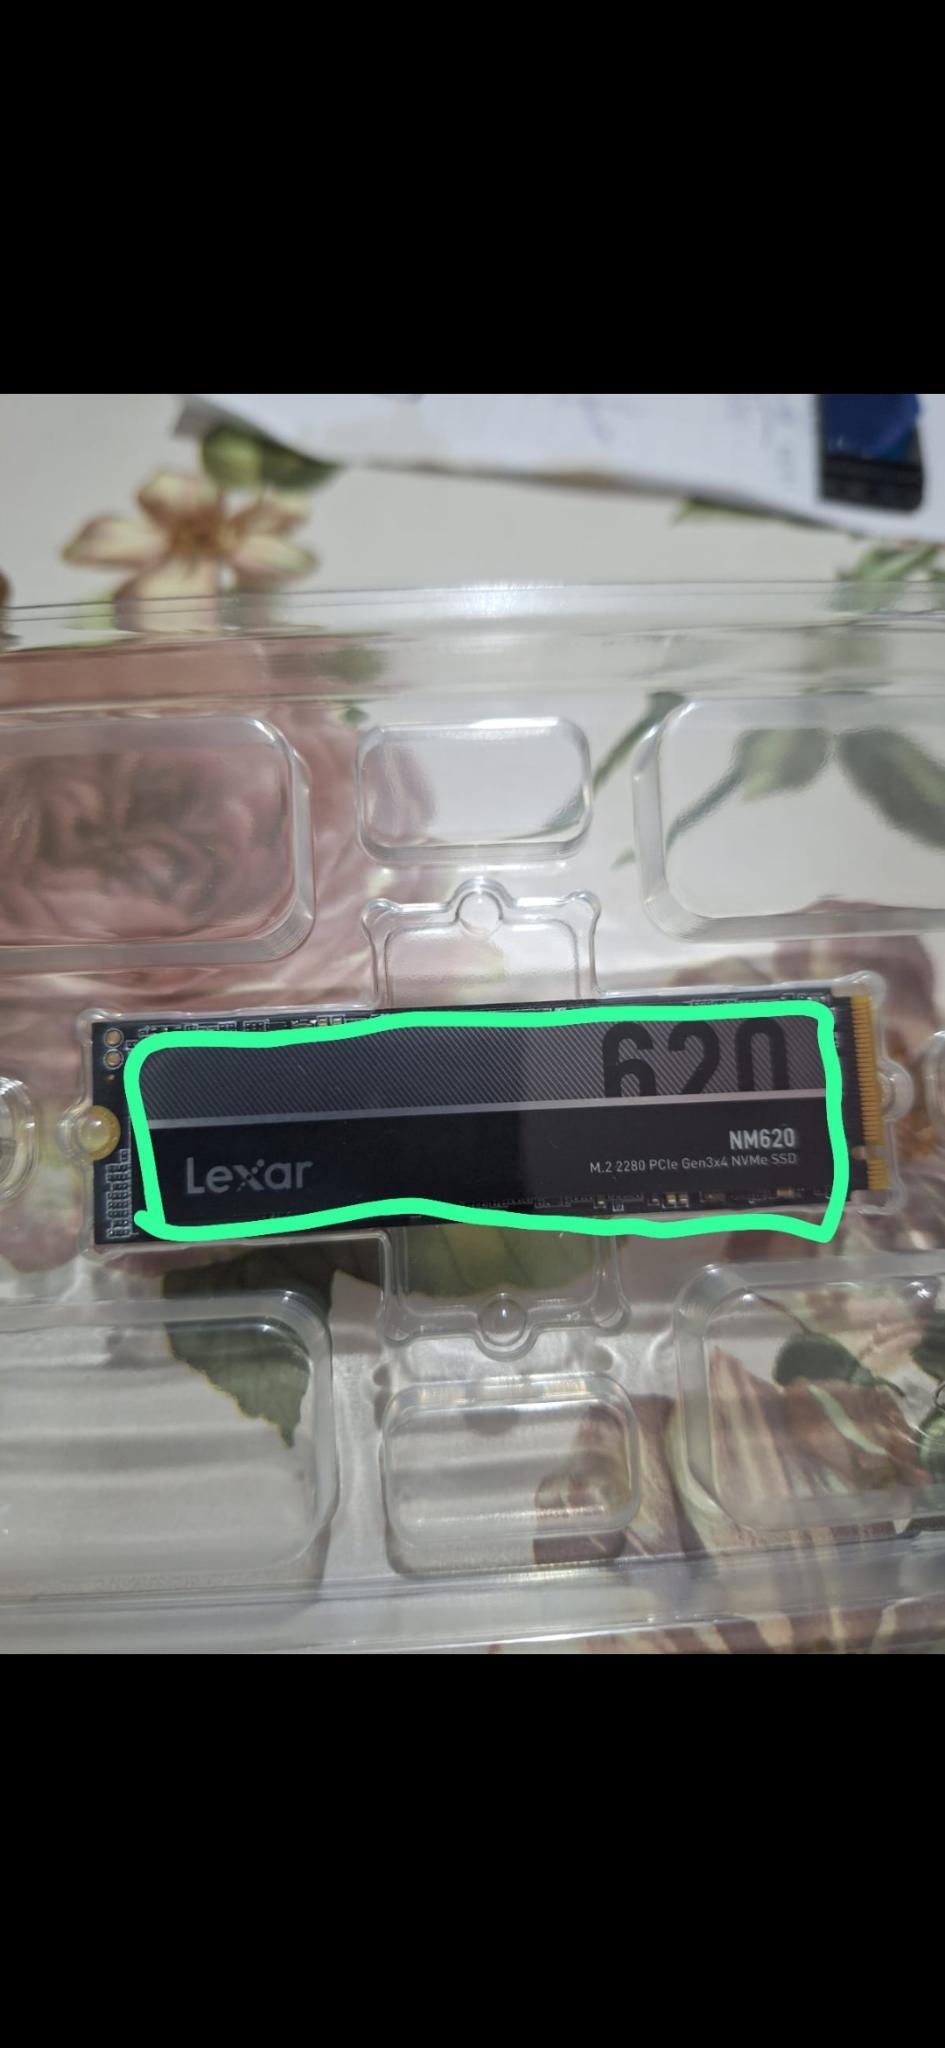 620
NM620
M.2 2280 PCIe Gen3x4 NVMe SSD
Lexar